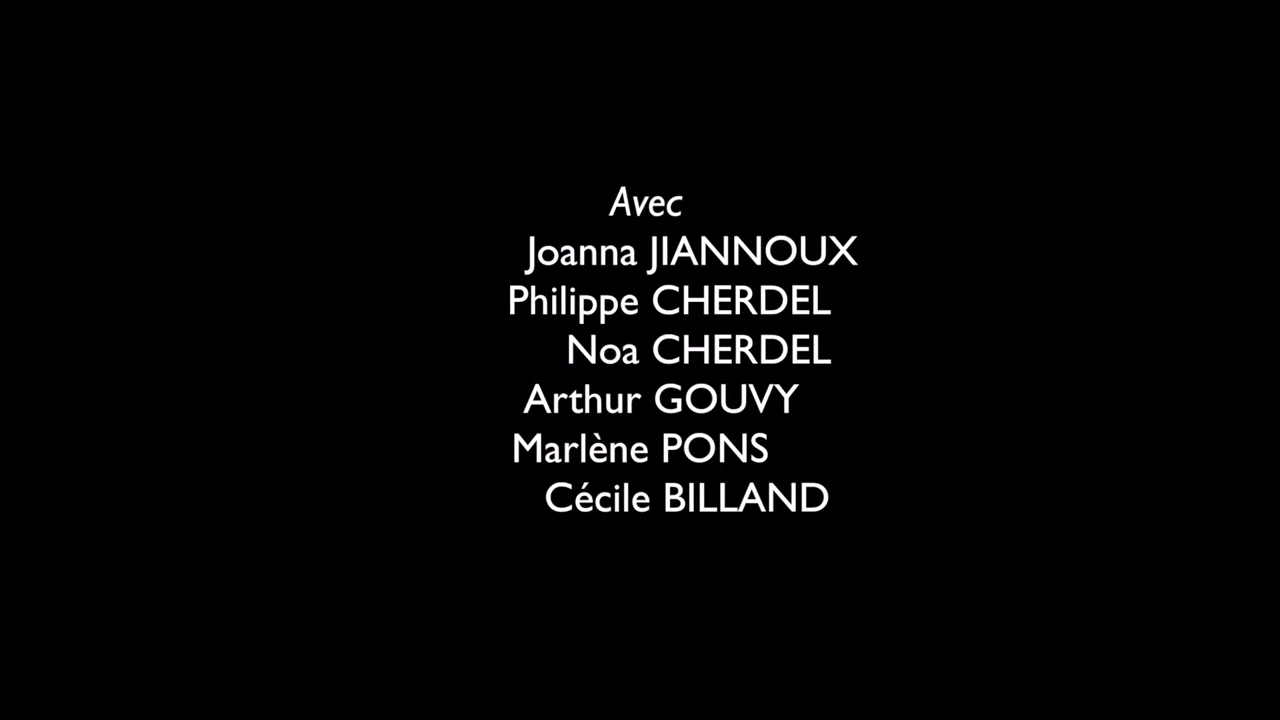 Avec
Joanna JIANNOUX
Philippe CHERDEL
Noa CHERDEL
Arthur GOUVY
Marlène PONS
Cécile BILLAND